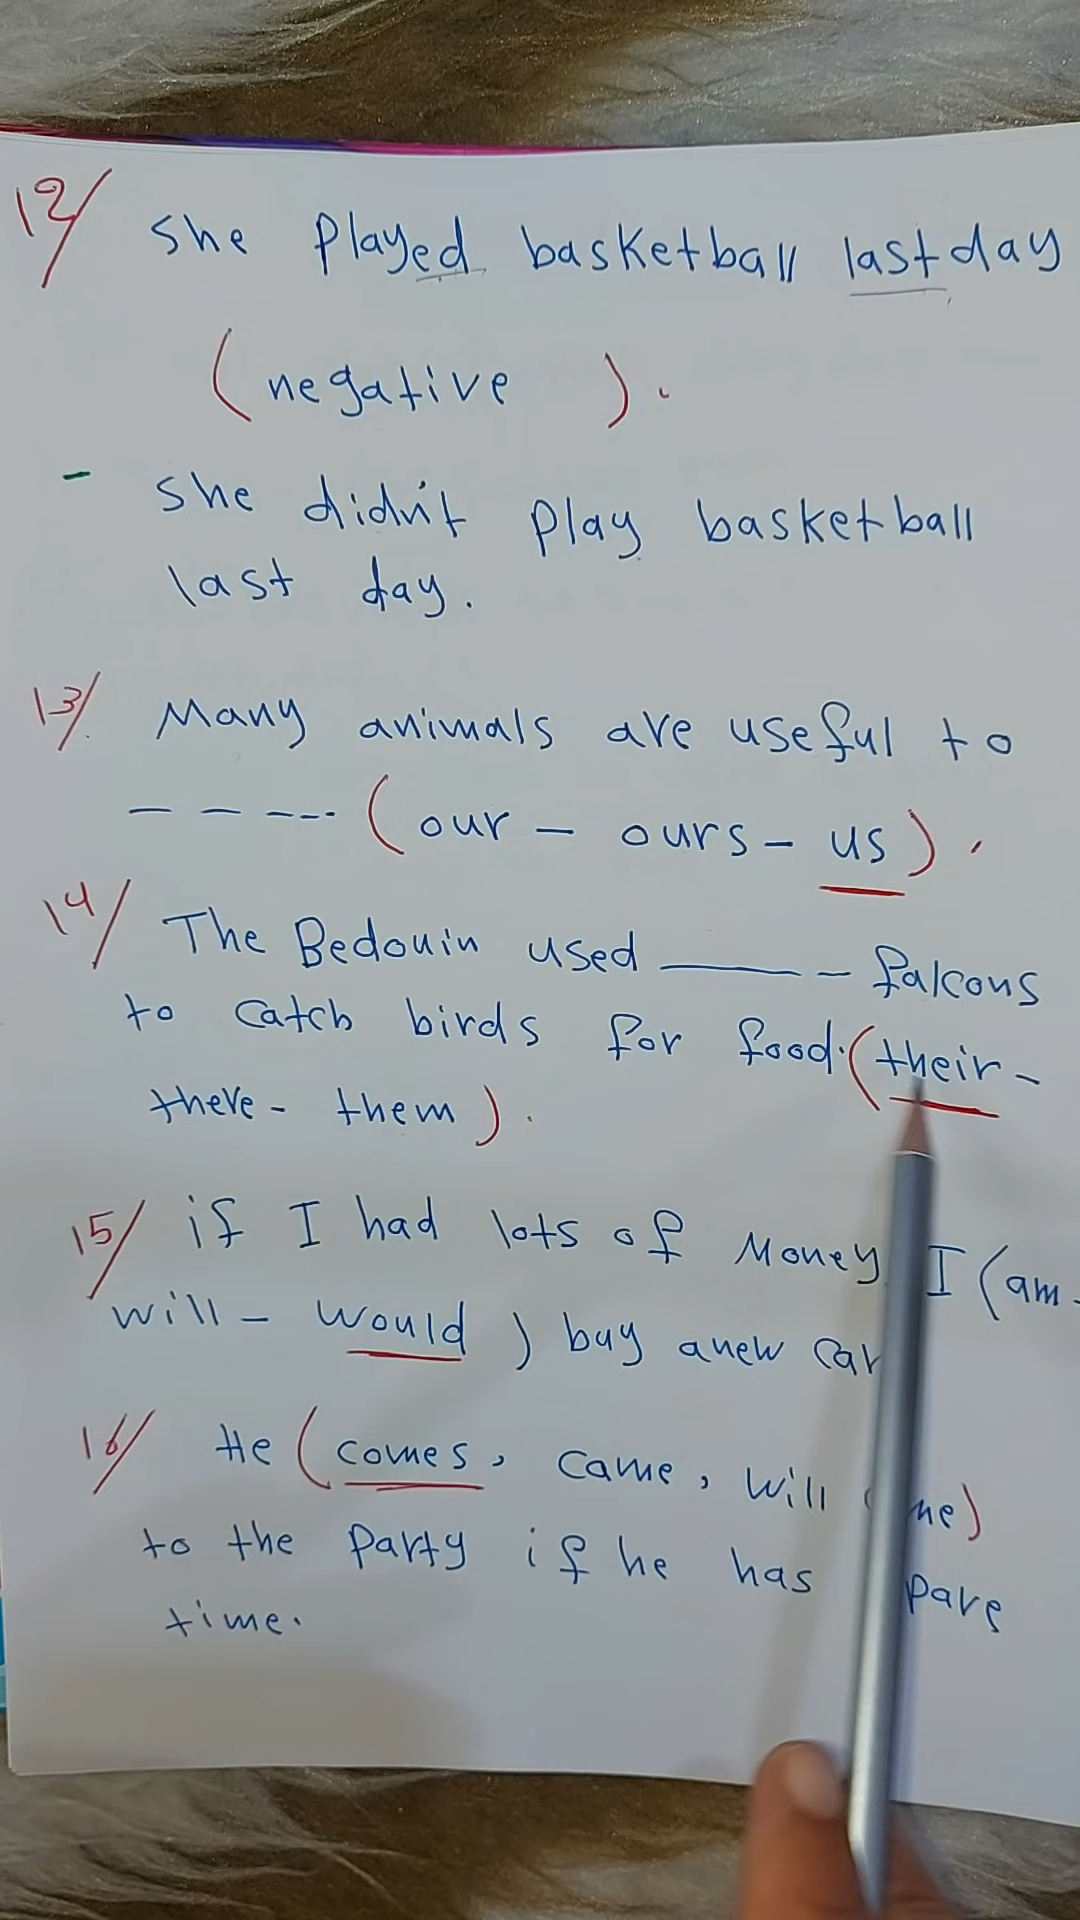 12/ She Played basketball last day
(negative).
- She didn't Play basketball
last day.
13/. Many animals are useful to
----- (our - ours - us).
14/ The Bedouin used ------ falcons
to catch birds for food.(their -
there - them).
15/ if I had lots of Money I (am -
will - would) buy anew car
16/ He (comes, came, will
to the Party if he has
time.